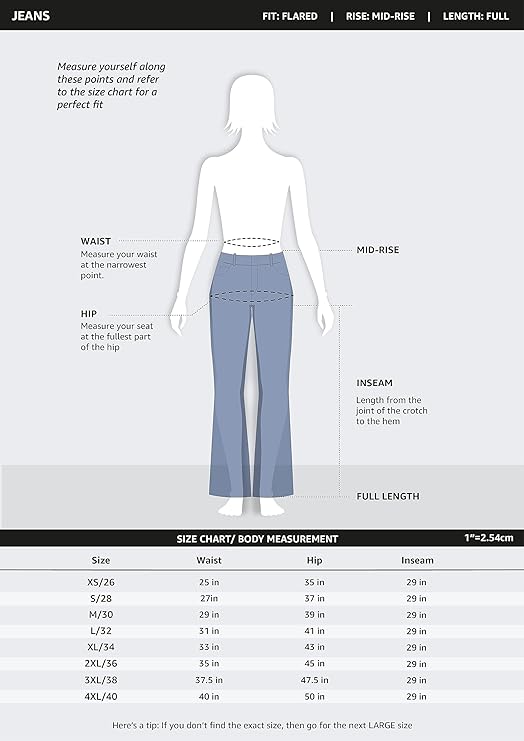 JEANS
FIT: FLARED | RISE: MID-RISE | LENGTH: FULL
Measure yourself along
these points and refer
to the size chart for a
perfect fit
WAIST
Measure your waist
at the narrowest
point.
MID-RISE
HIP
Measure your seat
at the fullest part
of the hip
INSEAM
Length from the
joint of the crotch
to the hem
FULL LENGTH
SIZE CHART/ BODY MEASUREMENT 1"=2.54cm
Size Waist Hip Inseam
XS/26 25 in 35 in 29 in
S/28 27in 37 in 29 in
M/30 29 in 39 in 29 in
L/32 31 in 41 in 29 in
XL/34 33 in 43 in 29 in
2XL/36 35 in 45 in 29 in
3XL/38 37.5 in 47.5 in 29 in
4XL/40 40 in 50 in 29 in
Here's a tip: If you don't find the exact size, then go for the next LARGE size